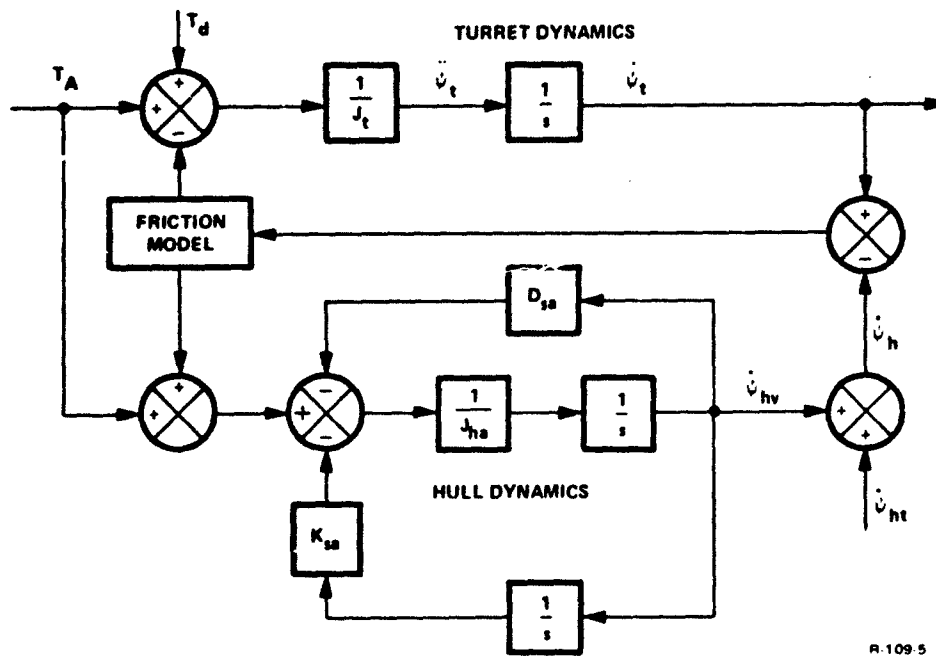 T_d
TURRET DYNAMICS
T_A
+
+
−
1
J_t
ψ̈_t
1
s
ψ̇_t
FRICTION
MODEL
+
−
D_sa
ψ̇_h
+
+
−
+
−
1
J_ha
1
s
ψ̇_hv
+
+
HULL DYNAMICS
K_sa
ψ̇_ht
1
s
R-109-5